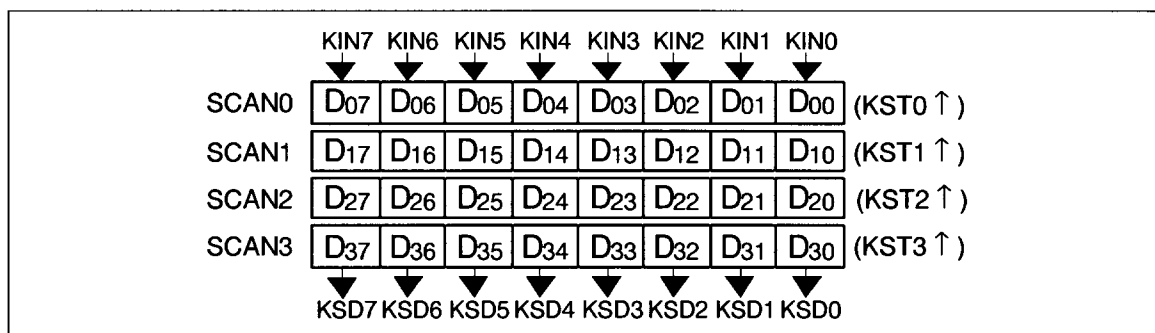 KIN7 KIN6 KIN5 KIN4 KIN3 KIN2 KIN1 KIN0
SCAN0 D07 D06 D05 D04 D03 D02 D01 D00 (KST0 ↑)
SCAN1 D17 D16 D15 D14 D13 D12 D11 D10 (KST1 ↑)
SCAN2 D27 D26 D25 D24 D23 D22 D21 D20 (KST2 ↑)
SCAN3 D37 D36 D35 D34 D33 D32 D31 D30 (KST3 ↑)
KSD7 KSD6 KSD5 KSD4 KSD3 KSD2 KSD1 KSD0